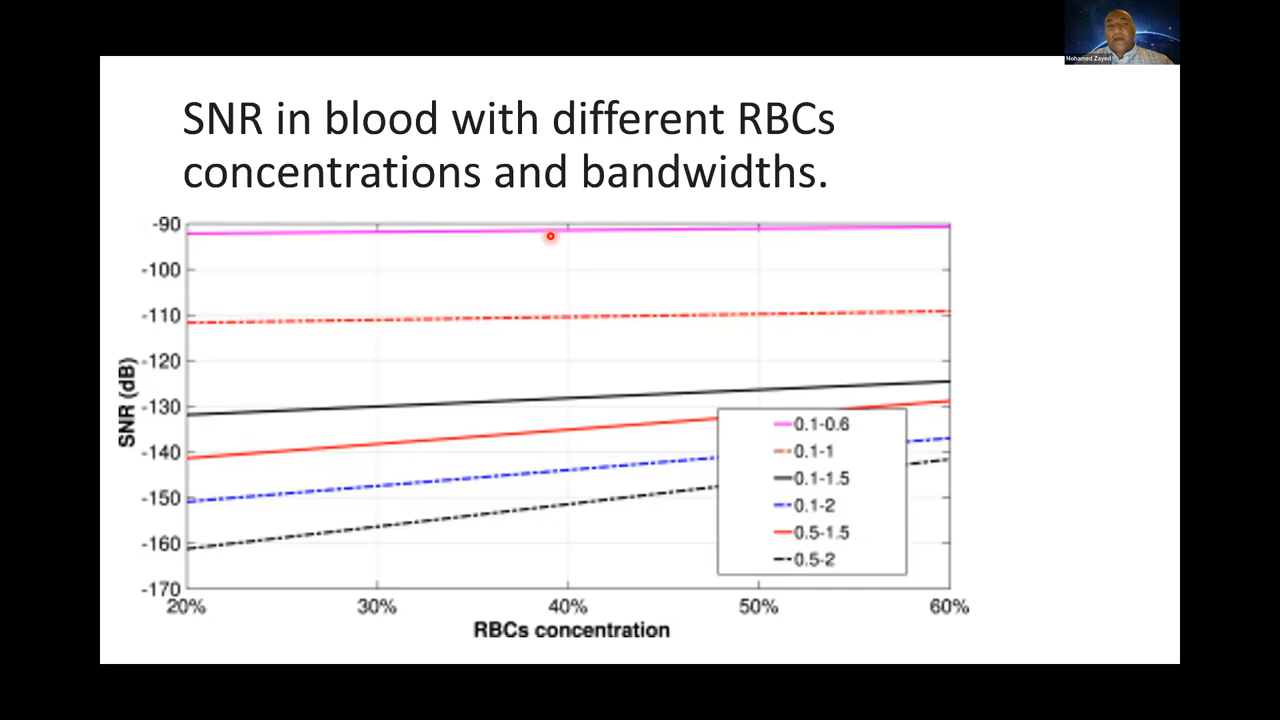 Mohamed Zayed
SNR in blood with different RBCs
concentrations and bandwidths.
-90
-100
-110
-120
-130
-140
-150
-160
-170
SNR (dB)
0.1-0.6
0.1-1
0.1-1.5
0.1-2
0.5-1.5
0.5-2
20% 30% 40% 50% 60%
RBCs concentration